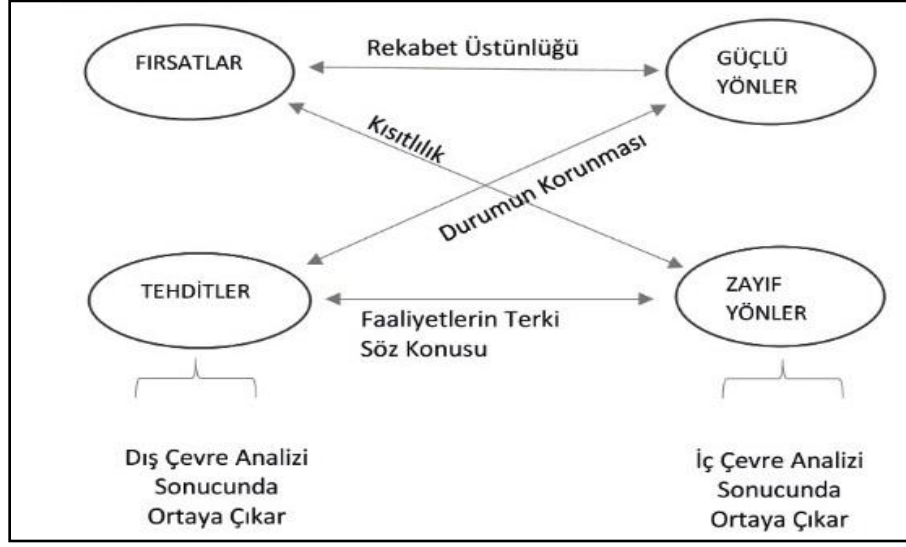 FIRSATLAR
Rekabet Üstünlüğü
GÜÇLÜ
YÖNLER
Kısıtlılık
Durumun Korunması
TEHDİTLER
ZAYIF
YÖNLER
Faaliyetlerin Terki
Söz Konusu
Dış Çevre Analizi
Sonucunda
Ortaya Çıkar
İç Çevre Analizi
Sonucunda
Ortaya Çıkar